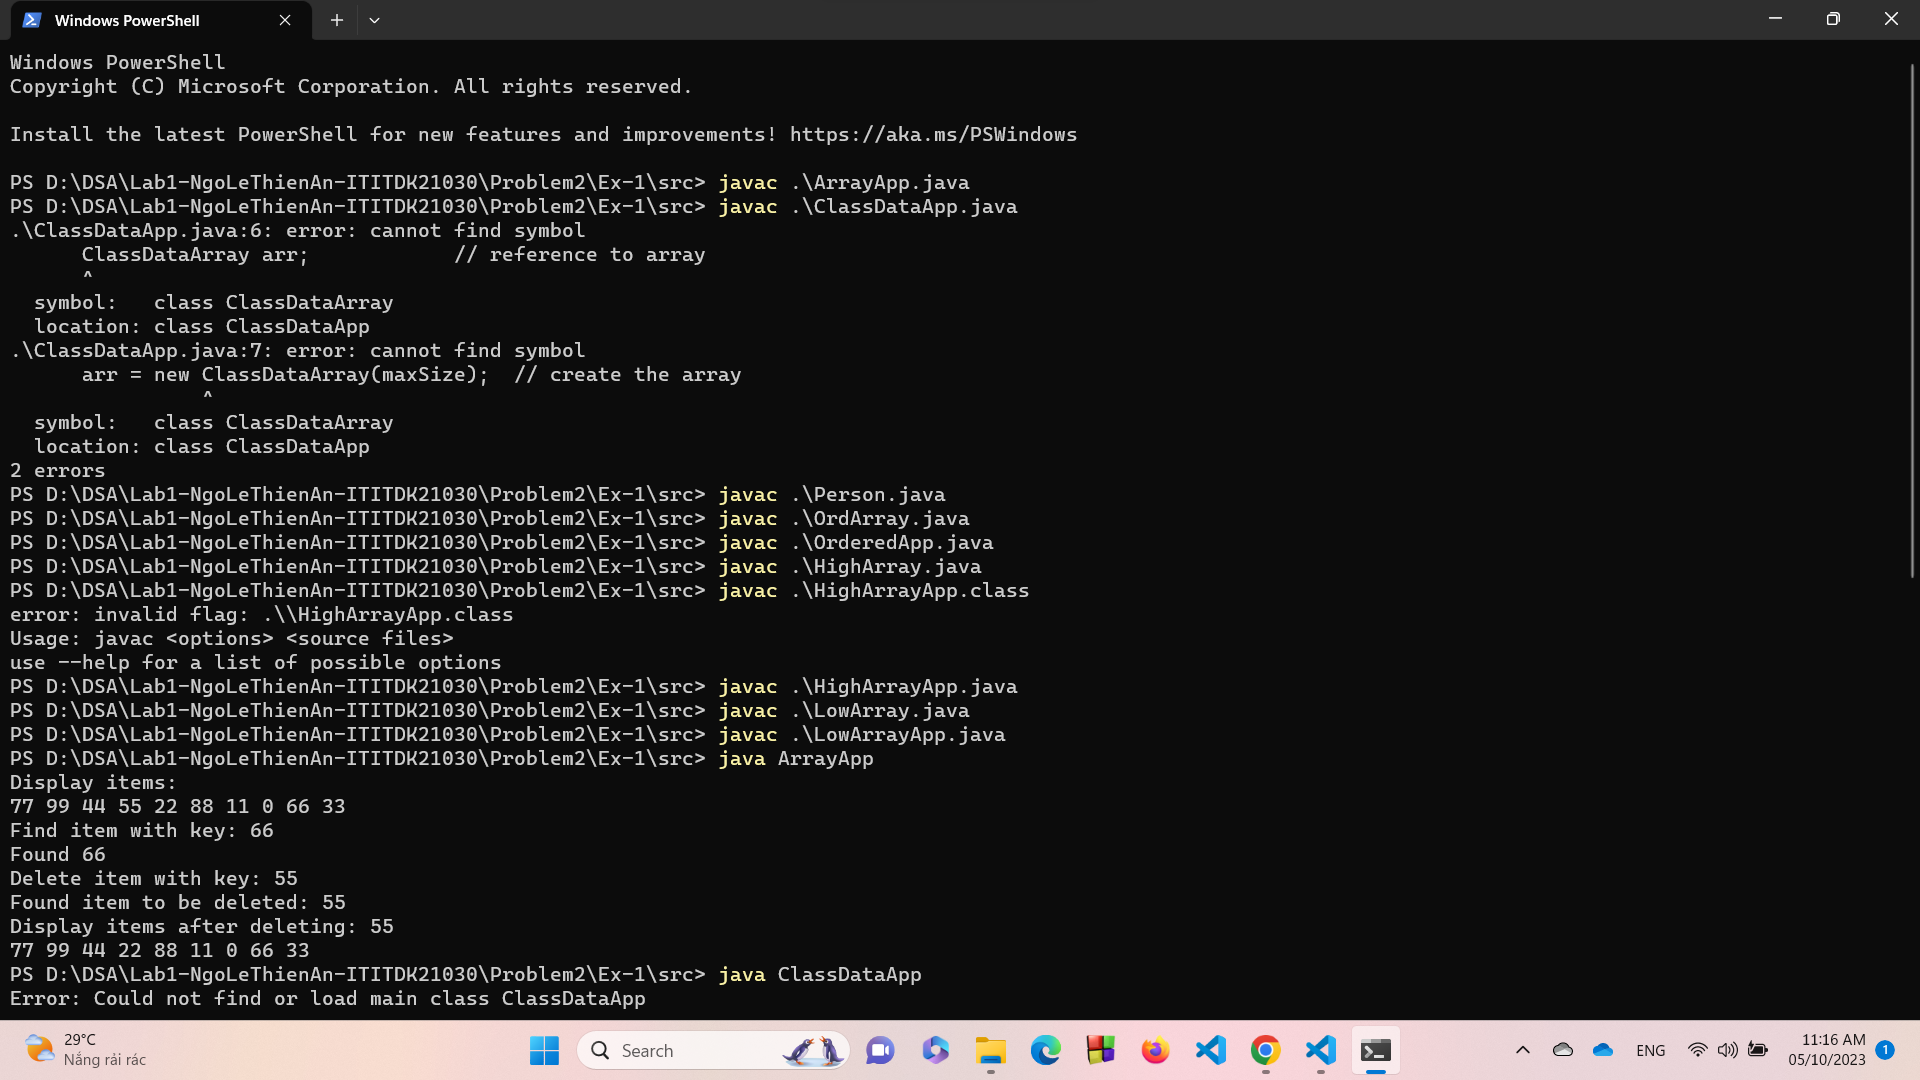 Windows PowerShell
Windows PowerShell
Copyright (C) Microsoft Corporation. All rights reserved.
Install the latest PowerShell for new features and improvements! https://aka.ms/PSWindows
PS D:\DSA\Lab1-NgoLeThienAn-ITITDK21030\Problem2\Ex-1\src> javac .\ArrayApp.java
PS D:\DSA\Lab1-NgoLeThienAn-ITITDK21030\Problem2\Ex-1\src> javac .\ClassDataApp.java
.\ClassDataApp.java:6: error: cannot find symbol
      ClassDataArray arr;            // reference to array
      ^
  symbol:   class ClassDataArray
  location: class ClassDataApp
.\ClassDataApp.java:7: error: cannot find symbol
      arr = new ClassDataArray(maxSize);  // create the array
                ^
  symbol:   class ClassDataArray
  location: class ClassDataApp
2 errors
PS D:\DSA\Lab1-NgoLeThienAn-ITITDK21030\Problem2\Ex-1\src> javac .\Person.java
PS D:\DSA\Lab1-NgoLeThienAn-ITITDK21030\Problem2\Ex-1\src> javac .\OrdArray.java
PS D:\DSA\Lab1-NgoLeThienAn-ITITDK21030\Problem2\Ex-1\src> javac .\OrderedApp.java
PS D:\DSA\Lab1-NgoLeThienAn-ITITDK21030\Problem2\Ex-1\src> javac .\HighArray.java
PS D:\DSA\Lab1-NgoLeThienAn-ITITDK21030\Problem2\Ex-1\src> javac .\HighArrayApp.class
error: invalid flag: .\\HighArrayApp.class
Usage: javac <options> <source files>
use --help for a list of possible options
PS D:\DSA\Lab1-NgoLeThienAn-ITITDK21030\Problem2\Ex-1\src> javac .\HighArrayApp.java
PS D:\DSA\Lab1-NgoLeThienAn-ITITDK21030\Problem2\Ex-1\src> javac .\LowArray.java
PS D:\DSA\Lab1-NgoLeThienAn-ITITDK21030\Problem2\Ex-1\src> javac .\LowArrayApp.java
PS D:\DSA\Lab1-NgoLeThienAn-ITITDK21030\Problem2\Ex-1\src> java ArrayApp
Display items:
77 99 44 55 22 88 11 0 66 33
Find item with key: 66
Found 66
Delete item with key: 55
Found item to be deleted: 55
Display items after deleting: 55
77 99 44 22 88 11 0 66 33
PS D:\DSA\Lab1-NgoLeThienAn-ITITDK21030\Problem2\Ex-1\src> java ClassDataApp
Error: Could not find or load main class ClassDataApp
29°C
Nắng rải rác
Search
ENG
11:16 AM
05/10/2023
1